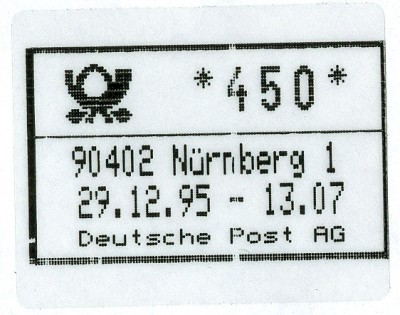 *450*
90402 Nürnberg 1
29.12.95 - 13.07
Deutsche Post AG